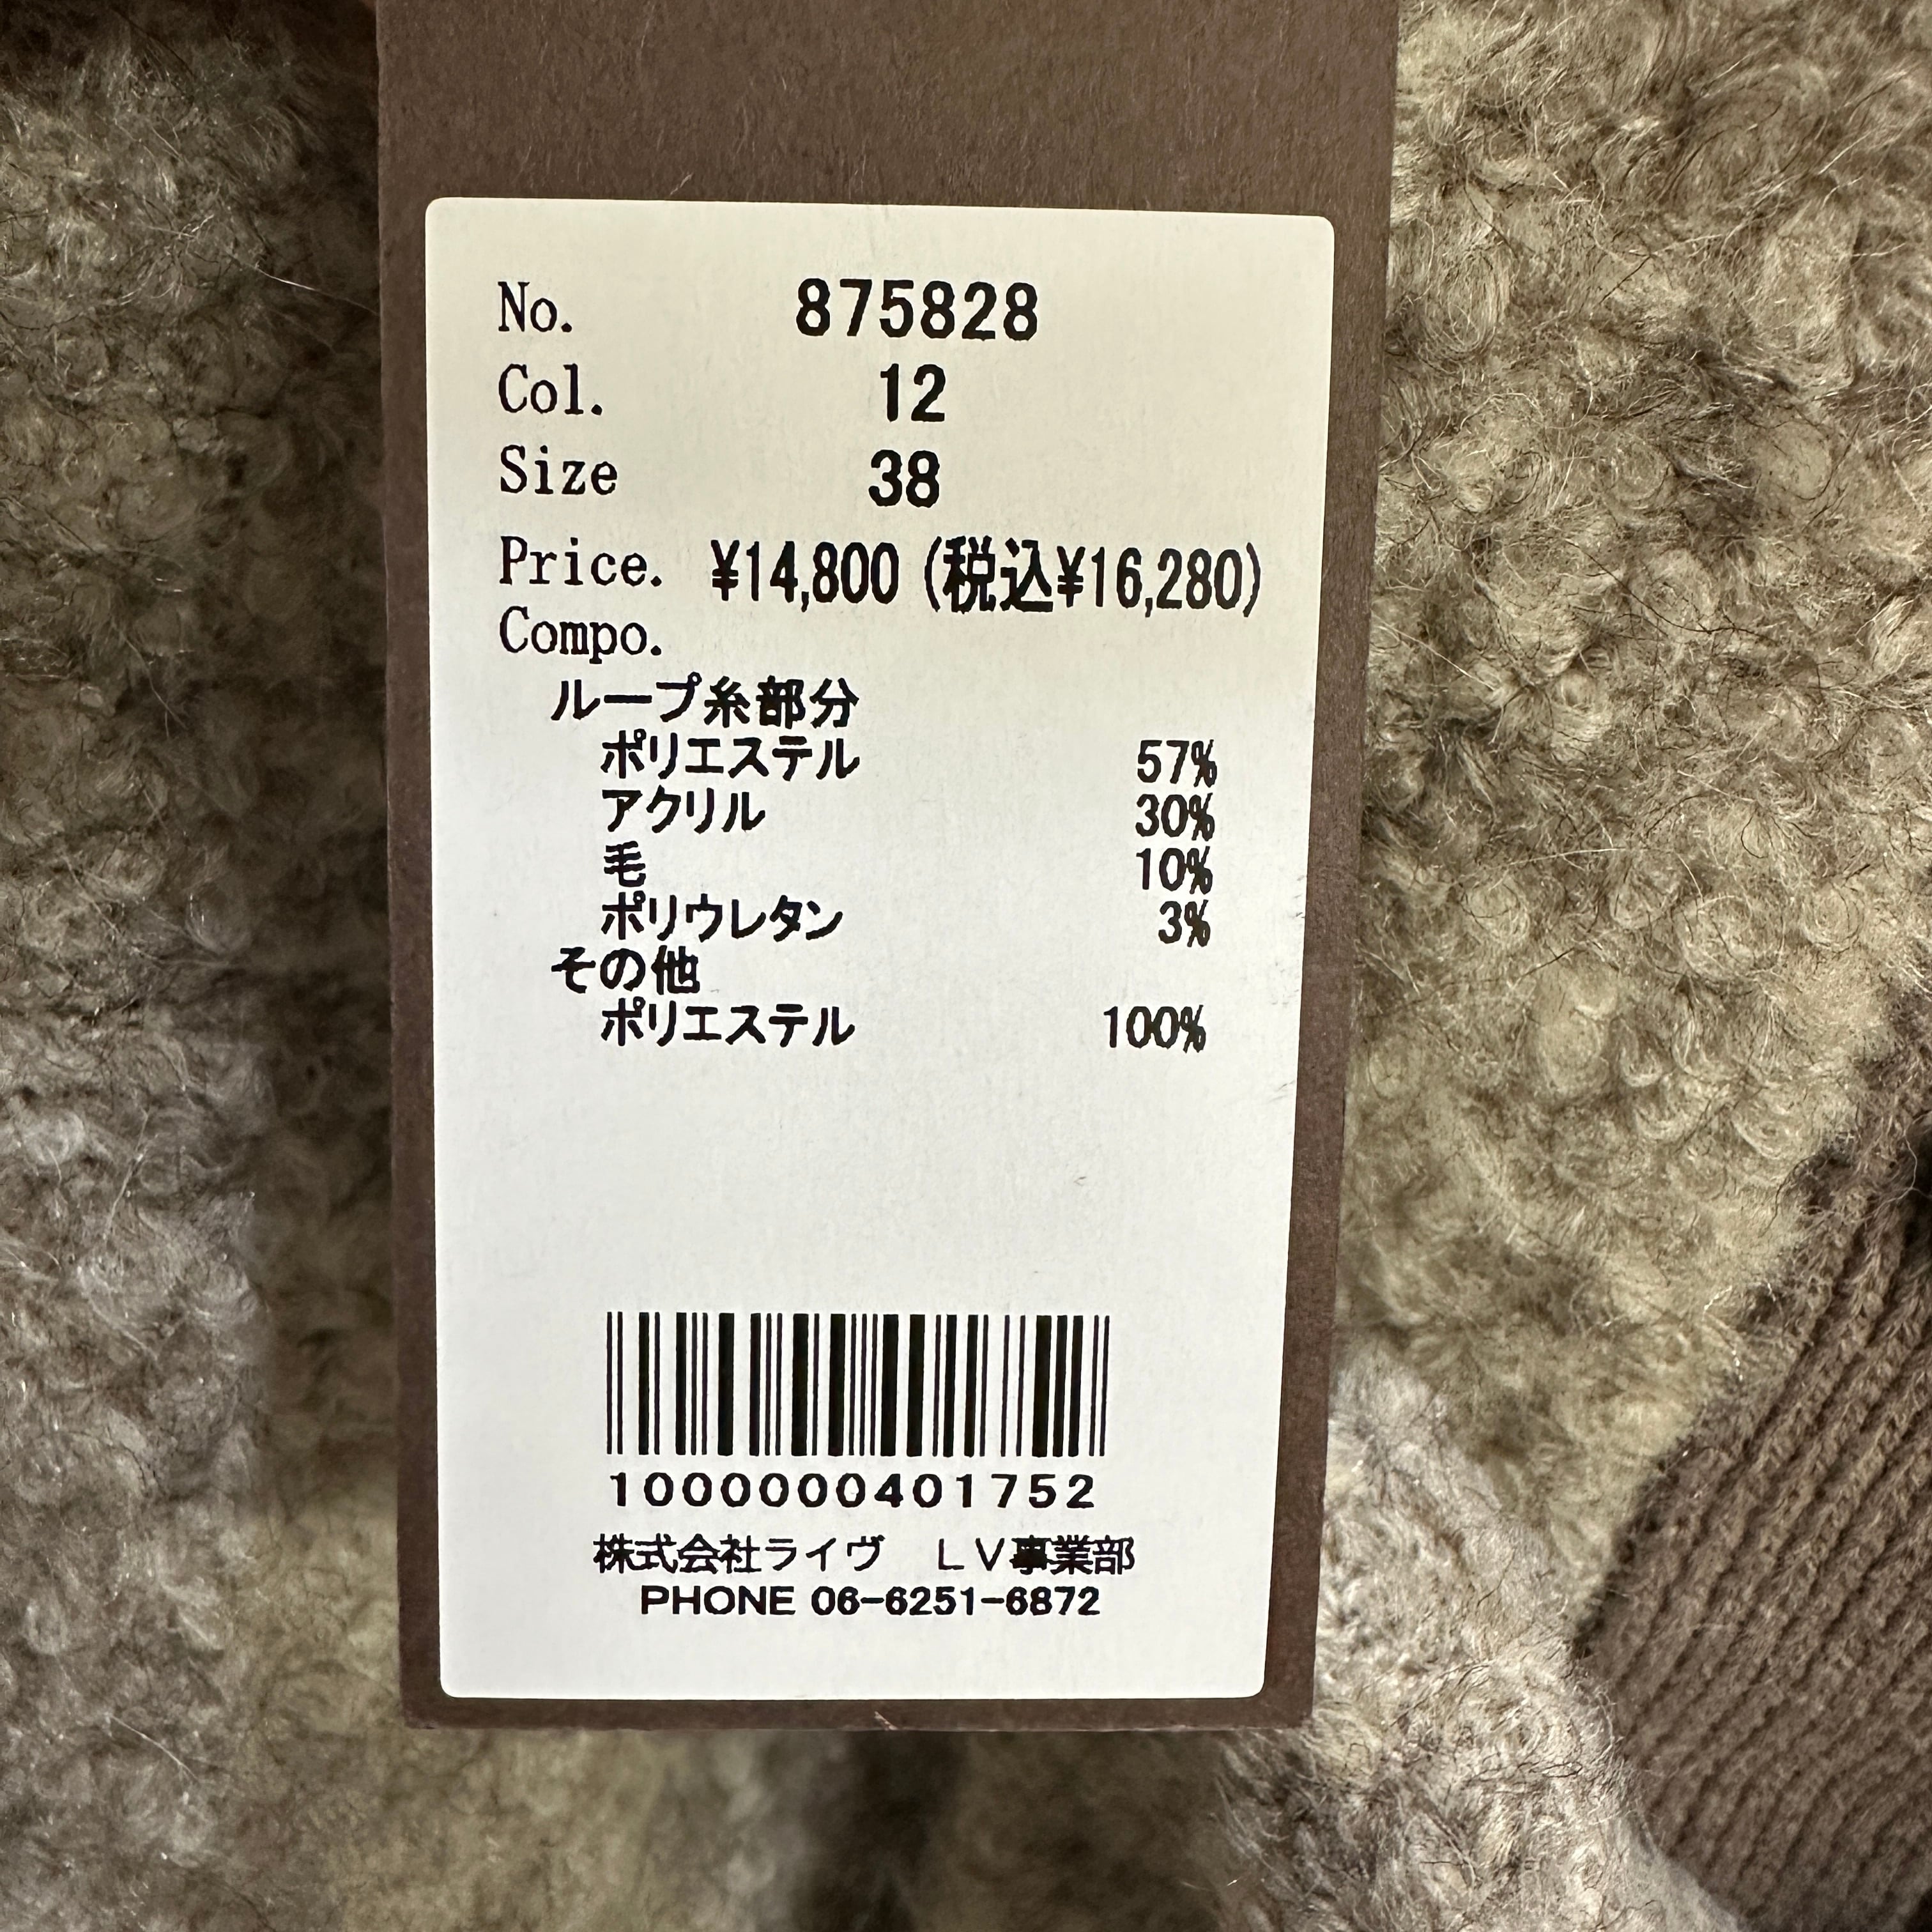 No. 875828
Col. 12
Size 38
Price. ¥14,800 (税込¥16,280)
Compo.
ループ糸部分
ポリエステル 57%
アクリル 30%
毛 10%
ポリウレタン 3%
その他
ポリエステル 100%
1000000401752
株式会社ライヴ　ＬＶ事業部
PHONE 06-6251-6872